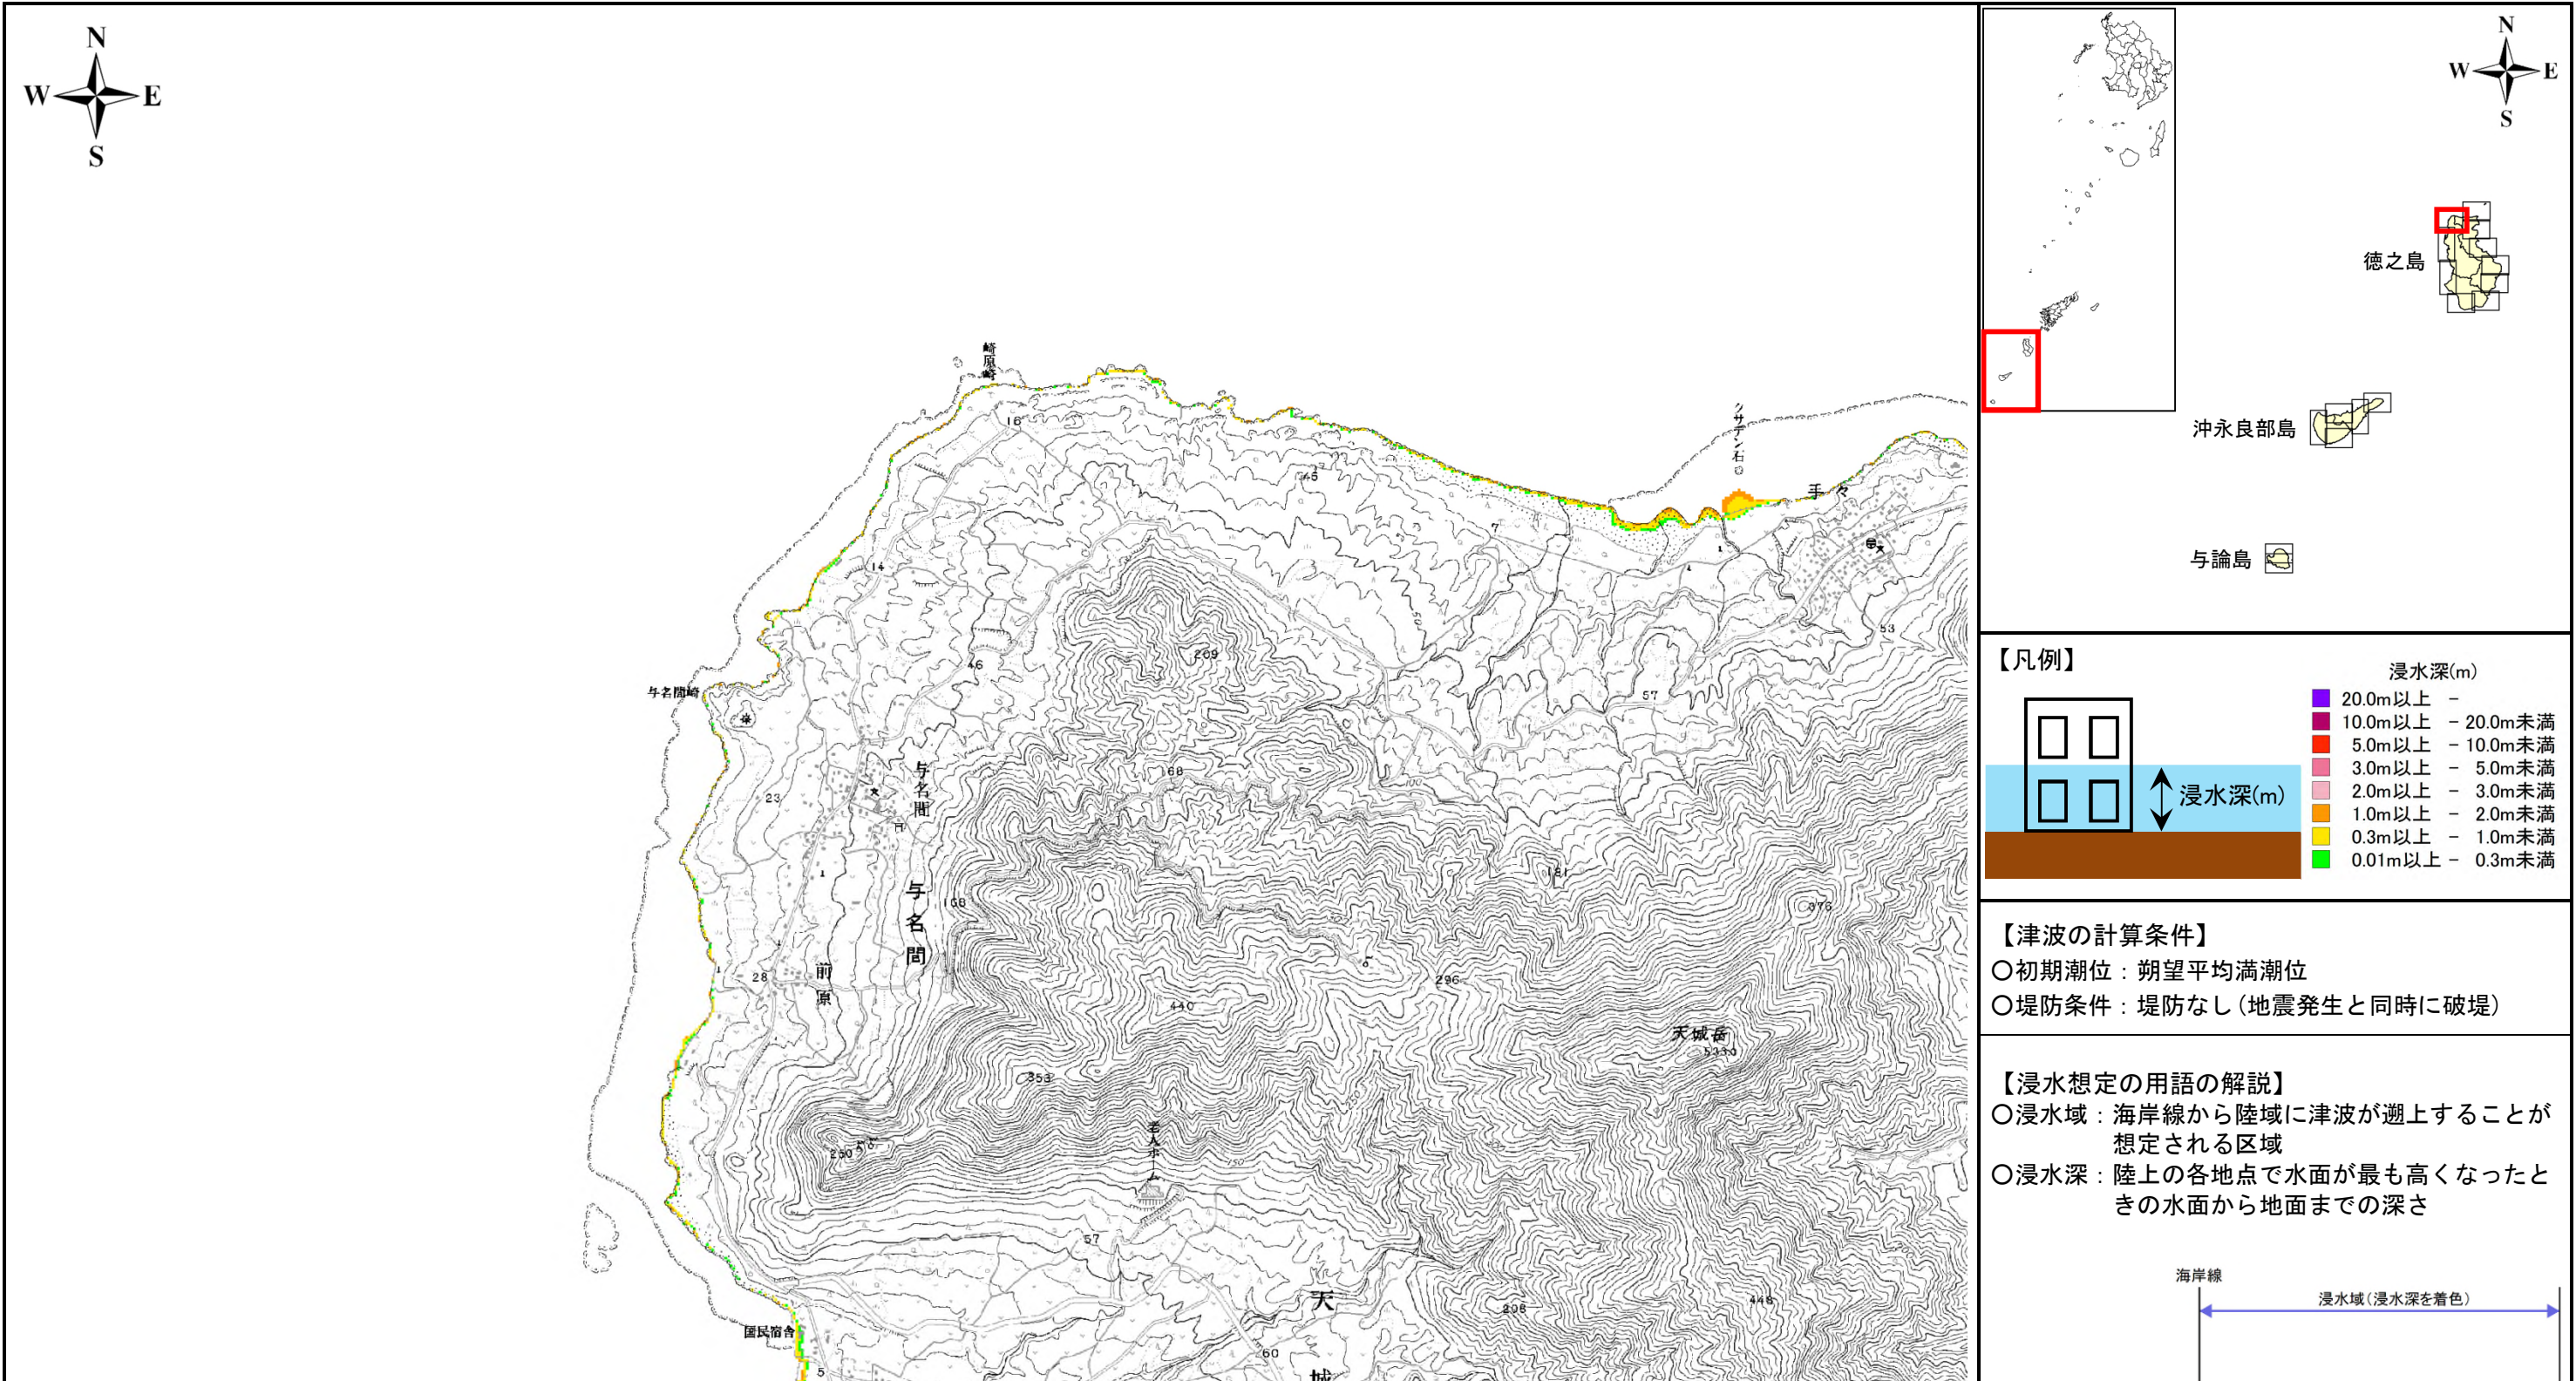 N
W E
S
崎原崎
クサデン石
手々
16
45
7
14
53
209
46
57
与名間崎
168
与名間
23
100
181
与名間
168
376
28
前原
296
440
天城岳
533.0
353
老人ホーム
250
150
57
天城
298
448
国民宿舎
60
5
N
W E
S
徳之島
沖永良部島
与論島
【凡例】
浸水深(m)
浸水深(m)
20.0m以上 -
10.0m以上 - 20.0m未満
5.0m以上 - 10.0m未満
3.0m以上 - 5.0m未満
2.0m以上 - 3.0m未満
1.0m以上 - 2.0m未満
0.3m以上 - 1.0m未満
0.01m以上 - 0.3m未満
【津波の計算条件】
○初期潮位：朔望平均満潮位
○堤防条件：堤防なし(地震発生と同時に破堤)
【浸水想定の用語の解説】
○浸水域：海岸線から陸域に津波が遡上することが
想定される区域
○浸水深：陸上の各地点で水面が最も高くなったと
きの水面から地面までの深さ
海岸線
浸水域(浸水深を着色)